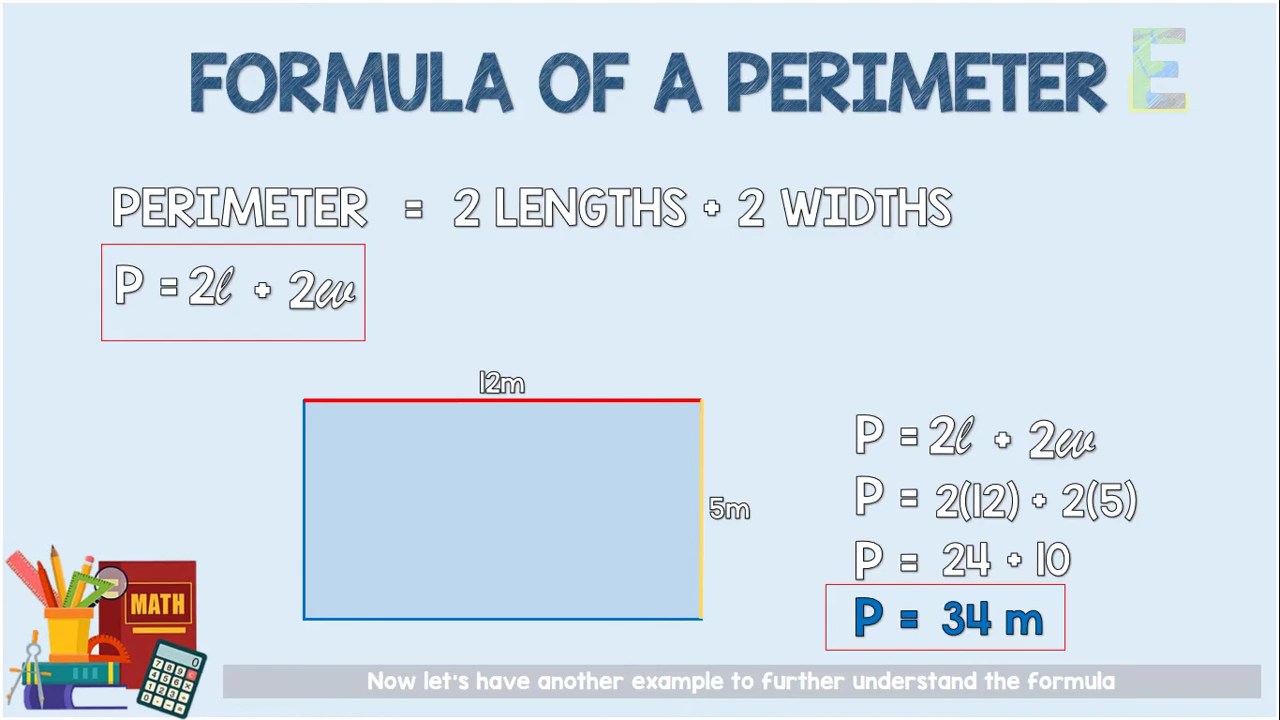 FORMULA OF A PERIMETER E
PERIMETER = 2 LENGTHS + 2 WIDTHS
P = 2l + 2w
12m
5m
P = 2l + 2w
P = 2(12) + 2(5)
P = 24 + 10
P = 34 m
MATH
Now let's have another example to further understand the formula